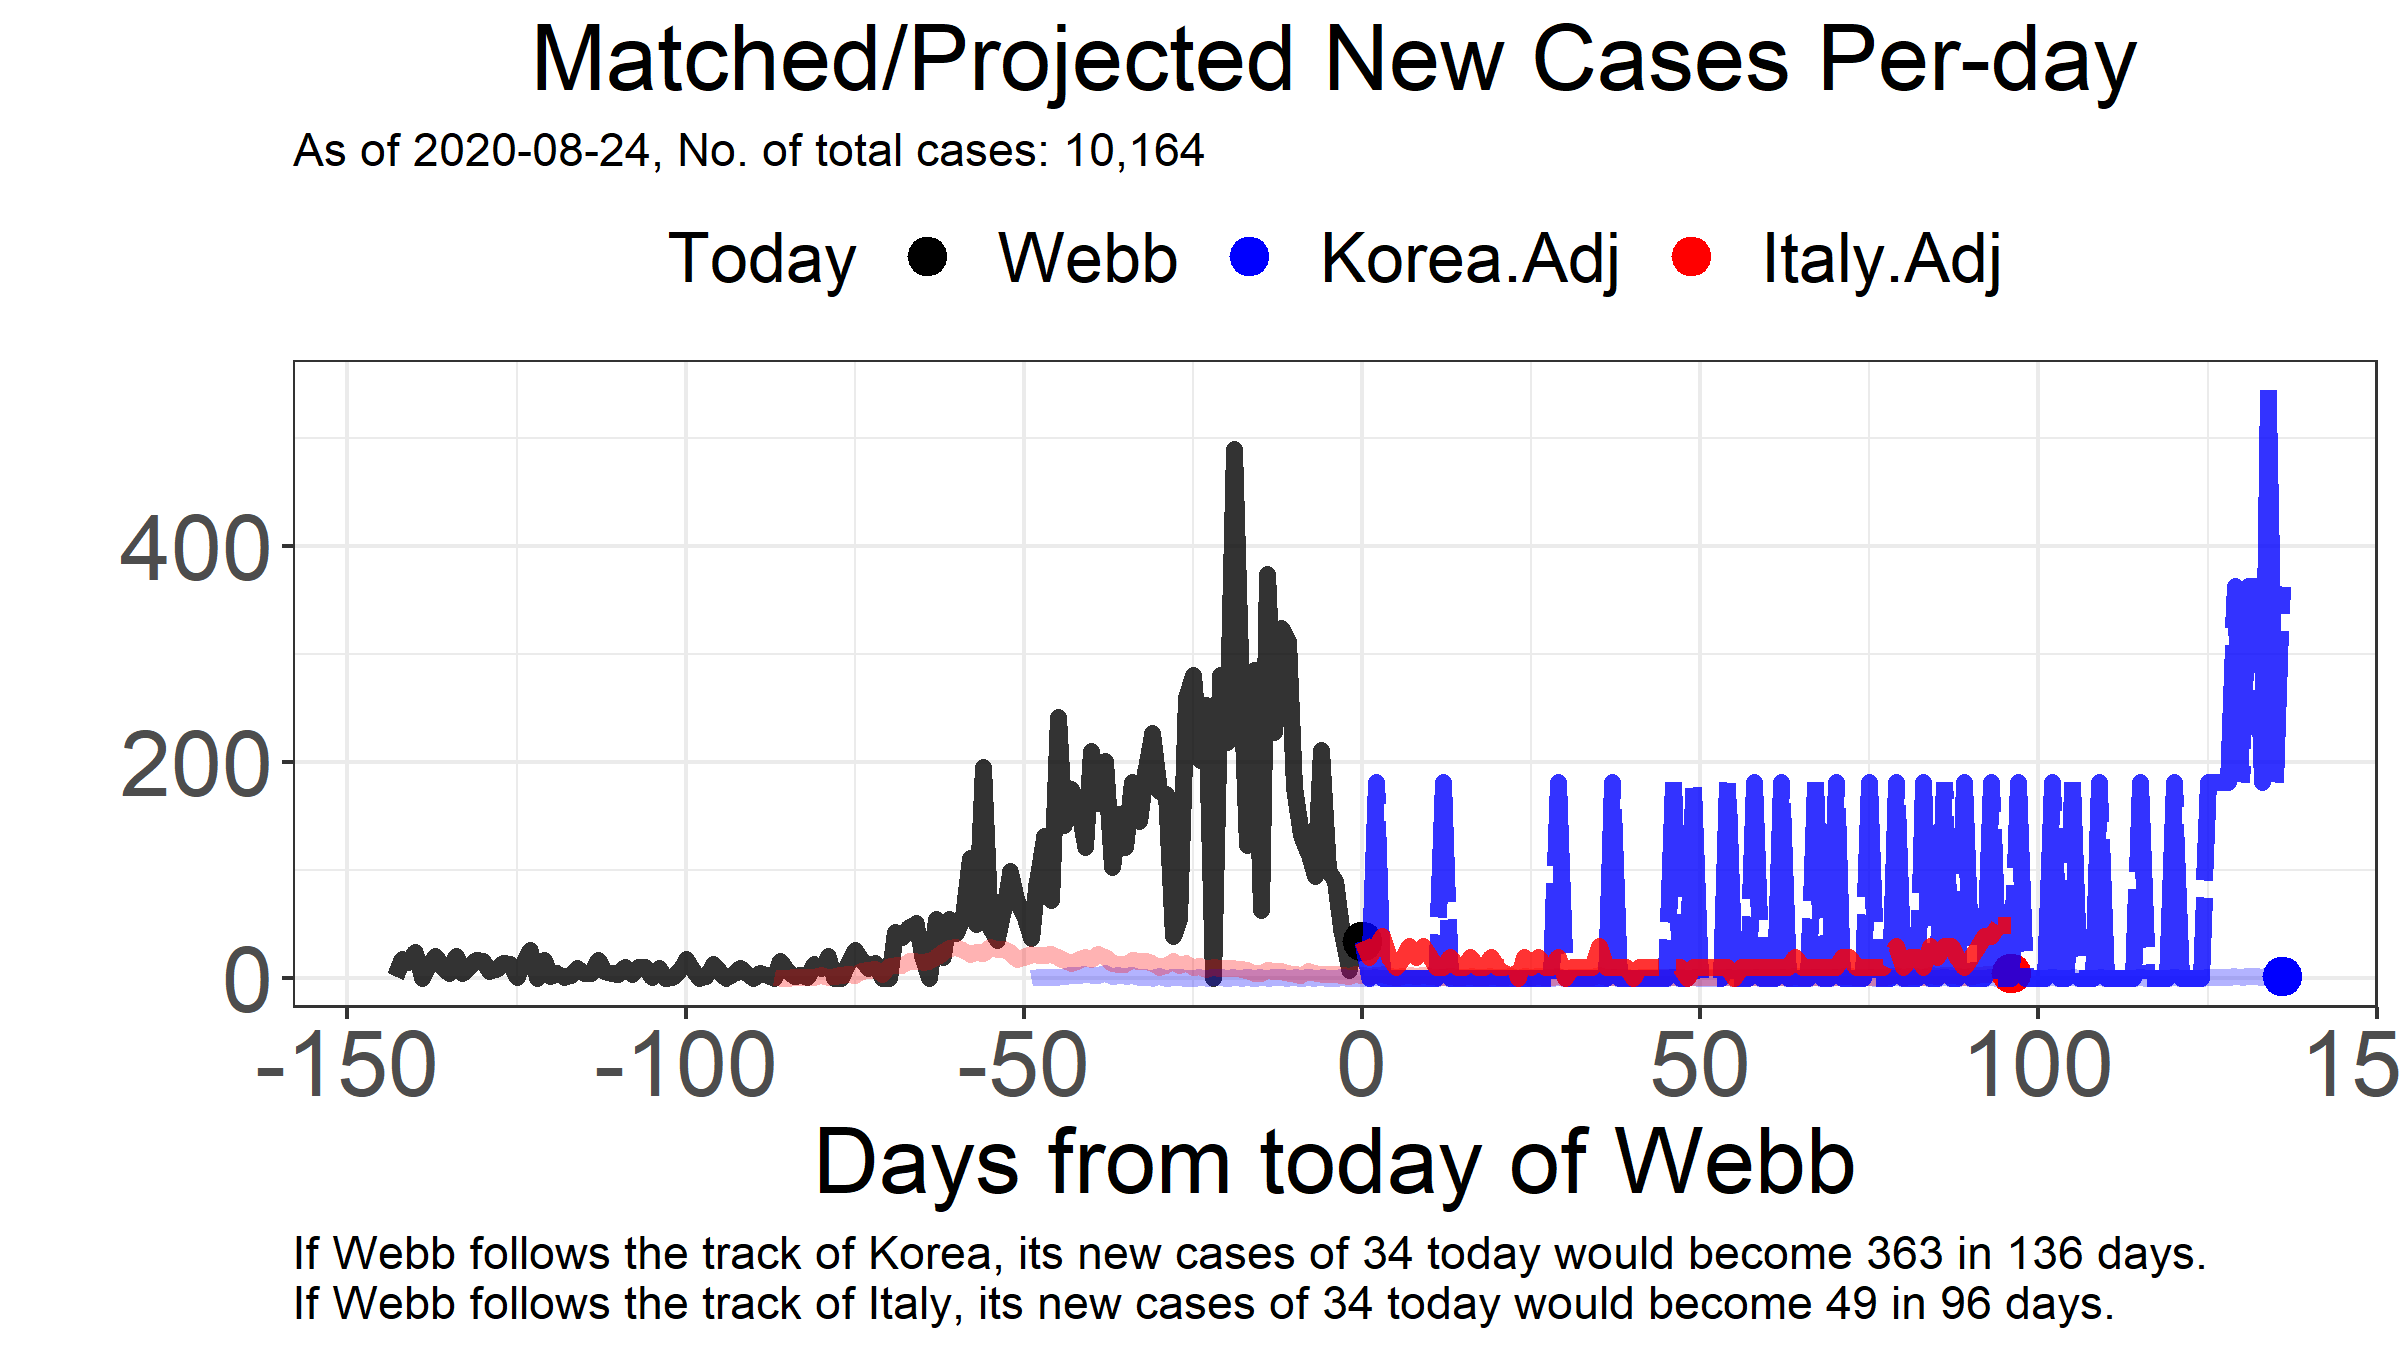 Matched/Projected New Cases Per-day
As of 2020-08-24, No. of total cases: 10,164
Today Webb Korea.Adj Italy.Adj
400
200
0
-150 -100 -50 0 50 100 15
Days from today of Webb
If Webb follows the track of Korea, its new cases of 34 today would become 363 in 136 days.
If Webb follows the track of Italy, its new cases of 34 today would become 49 in 96 days.